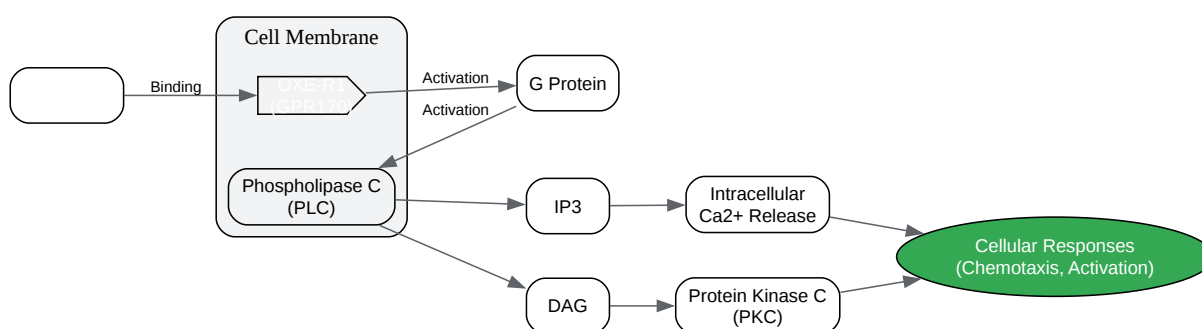 Cell Membrane
Binding
OXE-R1
(GPR170)
Activation
G Protein
Activation
Phospholipase C
(PLC)
IP3
Intracellular
Ca2+ Release
Cellular Responses
(Chemotaxis, Activation)
DAG
Protein Kinase C
(PKC)